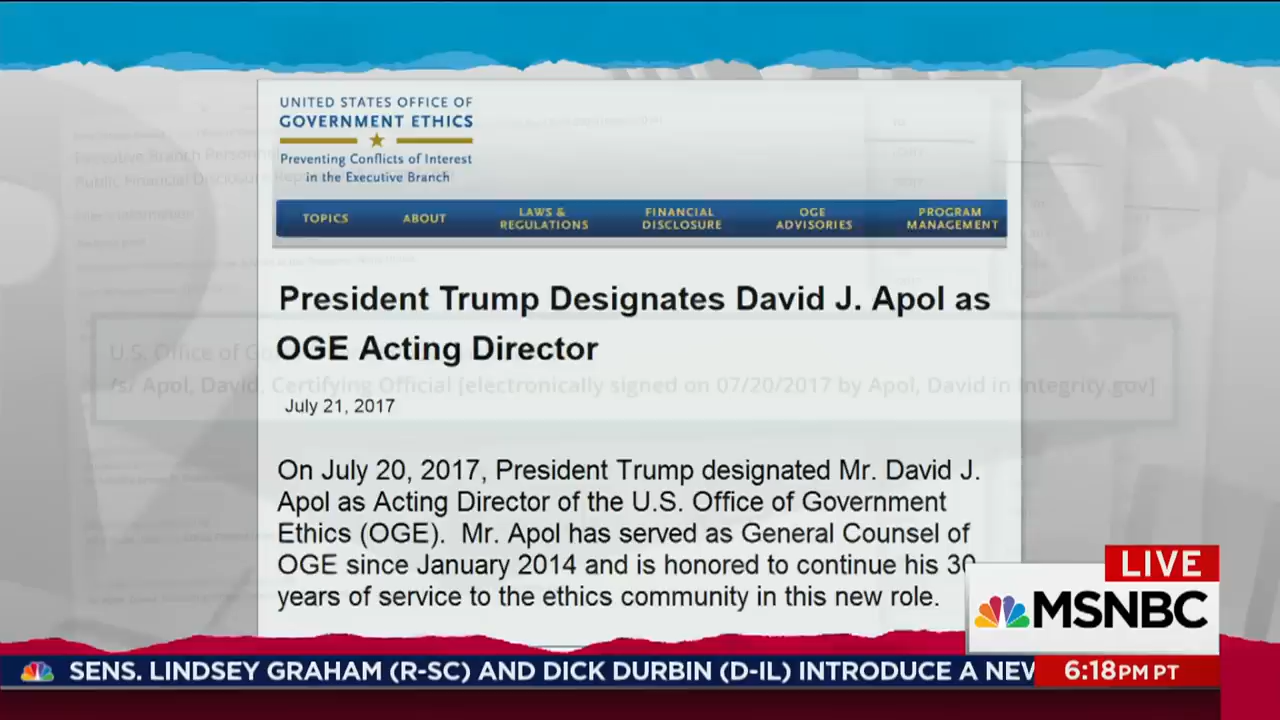 UNITED STATES OFFICE OF
GOVERNMENT ETHICS
Preventing Conflicts of Interest
in the Executive Branch
TOPICS ABOUT LAWS & REGULATIONS FINANCIAL DISCLOSURE OGE ADVISORIES PROGRAM MANAGEMENT
President Trump Designates David J. Apol as
OGE Acting Director
U.S. Office of Go
/s/ Apol, David, Certifying Official [electronically signed on 07/20/2017 by Apol, David in Integrity.gov]
July 21, 2017
On July 20, 2017, President Trump designated Mr. David J.
Apol as Acting Director of the U.S. Office of Government
Ethics (OGE). Mr. Apol has served as General Counsel of
OGE since January 2014 and is honored to continue his 30
years of service to the ethics community in this new role.
LIVE
MSNBC
SENS. LINDSEY GRAHAM (R-SC) AND DICK DURBIN (D-IL) INTRODUCE A NEW
6:18 PM PT